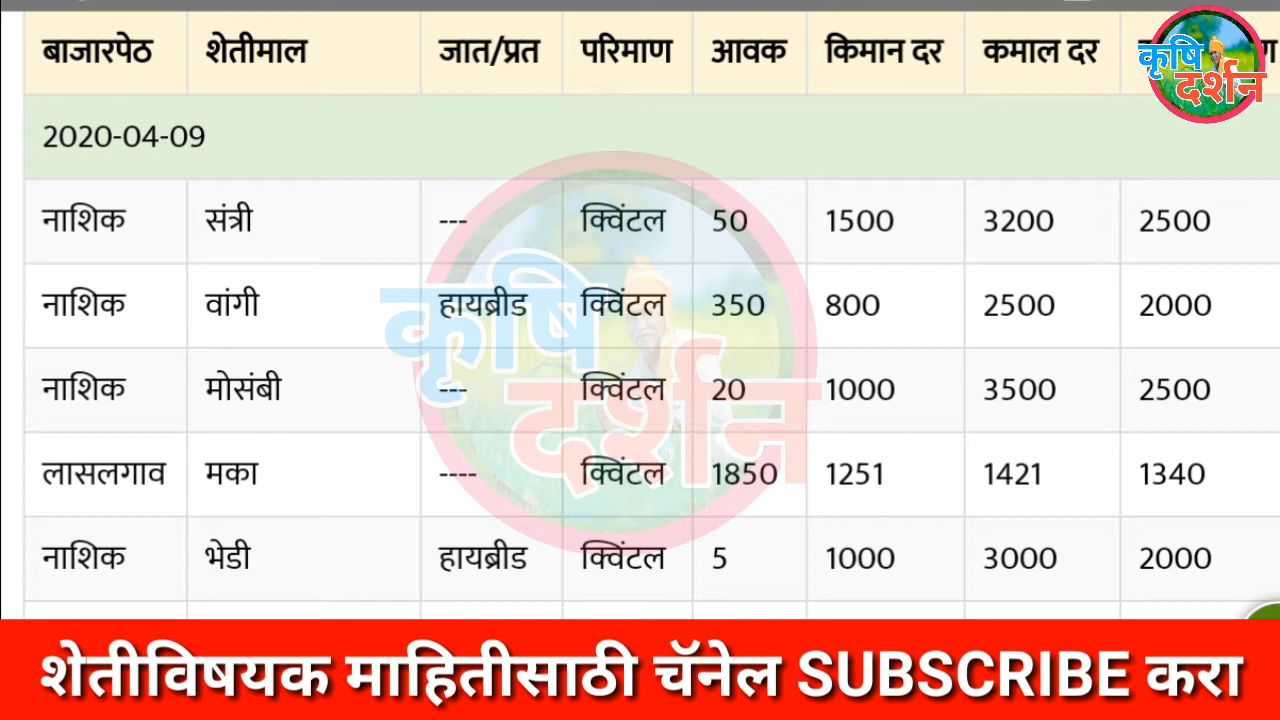 बाजारपेठ शेतीमाल जात/प्रत परिमाण आवक किमान दर कमाल दर
कृषि दर्शन
2020-04-09
नाशिक संत्री --- क्विंटल 50 1500 3200 2500
नाशिक वांगी हायब्रीड क्विंटल 350 800 2500 2000
नाशिक मोसंबी --- क्विंटल 20 1000 3500 2500
लासलगाव मका ---- क्विंटल 1850 1251 1421 1340
नाशिक भेडी हायब्रीड क्विंटल 5 1000 3000 2000
कृषि दर्शन
शेतीविषयक माहितीसाठी चॅनेल SUBSCRIBE करा